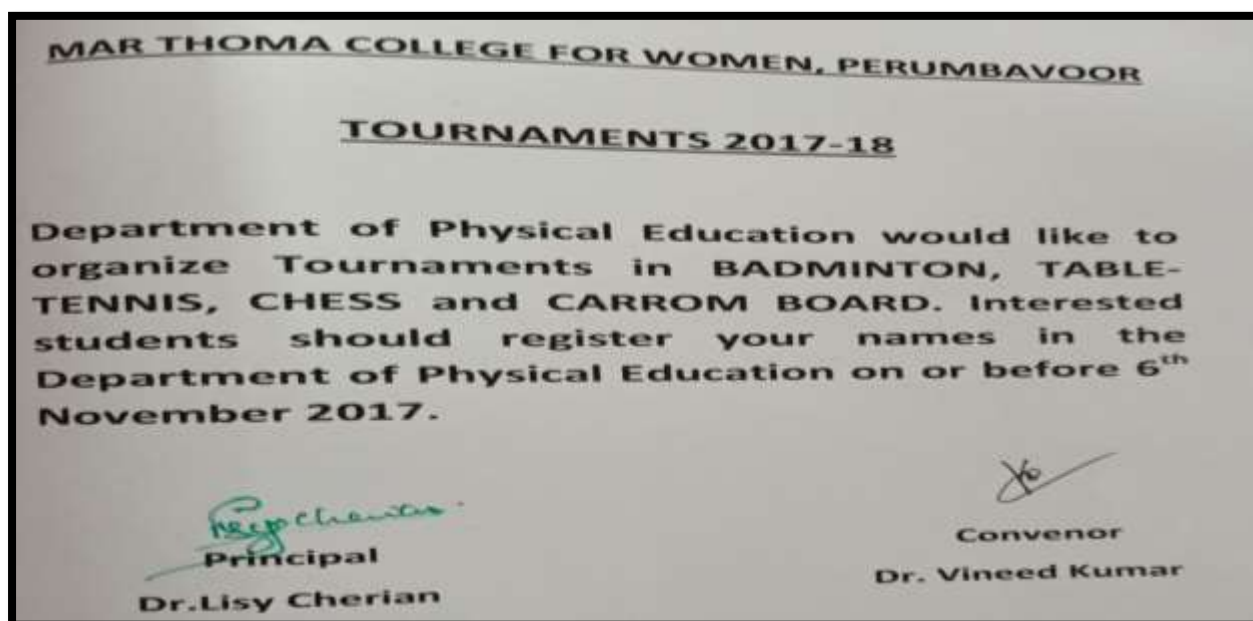 MAR THOMA COLLEGE FOR WOMEN, PERUMBAVOOR
TOURNAMENTS 2017-18
Department of Physical Education would like to
organize Tournaments in BADMINTON, TABLE-
TENNIS, CHESS and CARROM BOARD. Interested
students should register your names in the
Department of Physical Education on or before 6th
November 2017.
Principal
Dr.Lisy Cherian
Convenor
Dr. Vineed Kumar